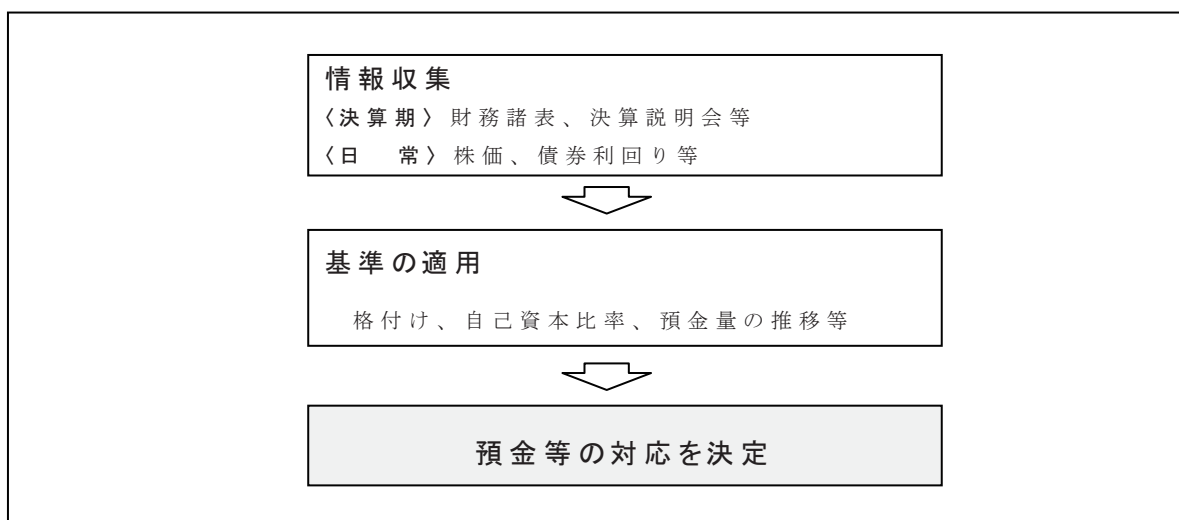 情報収集
〈決算期〉財務諸表、決算説明会等
〈日　常〉株価、債券利回り等
基準の適用
格付け、自己資本比率、預金量の推移等
預金等の対応を決定